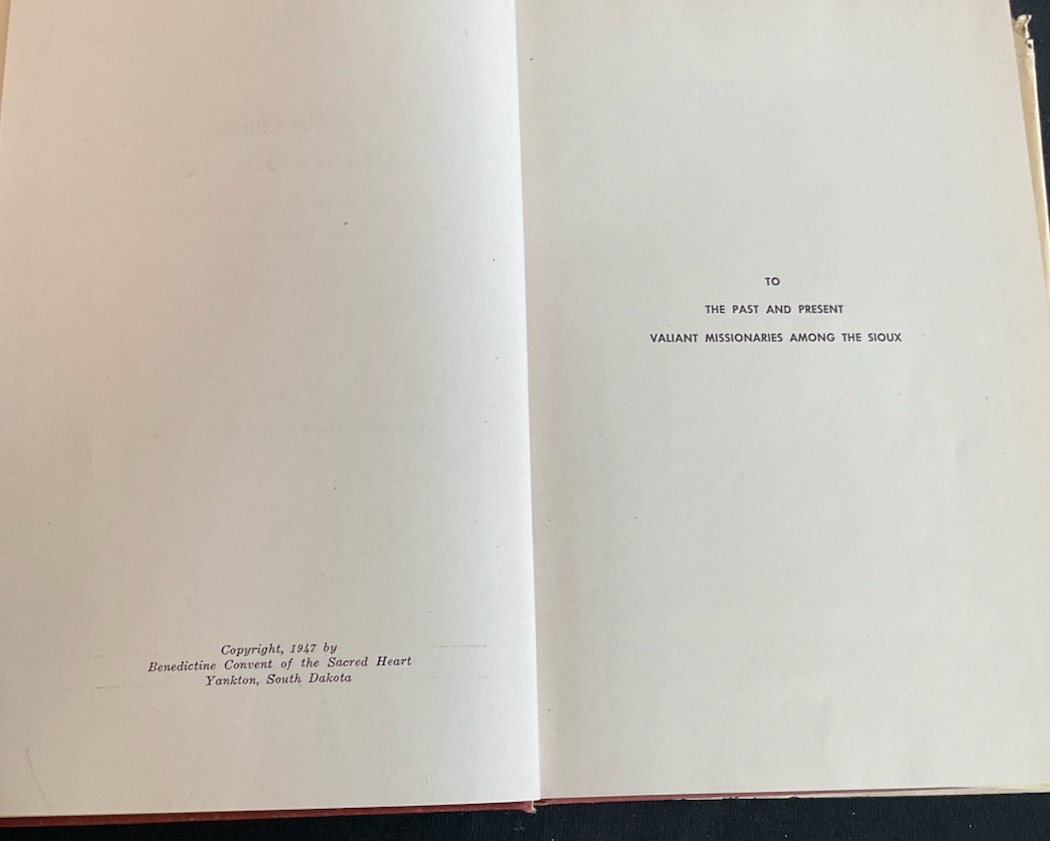 Copyright, 1947 by
Benedictine Convent of the Sacred Heart
Yankton, South Dakota
TO
THE PAST AND PRESENT
VALIANT MISSIONARIES AMONG THE SIOUX